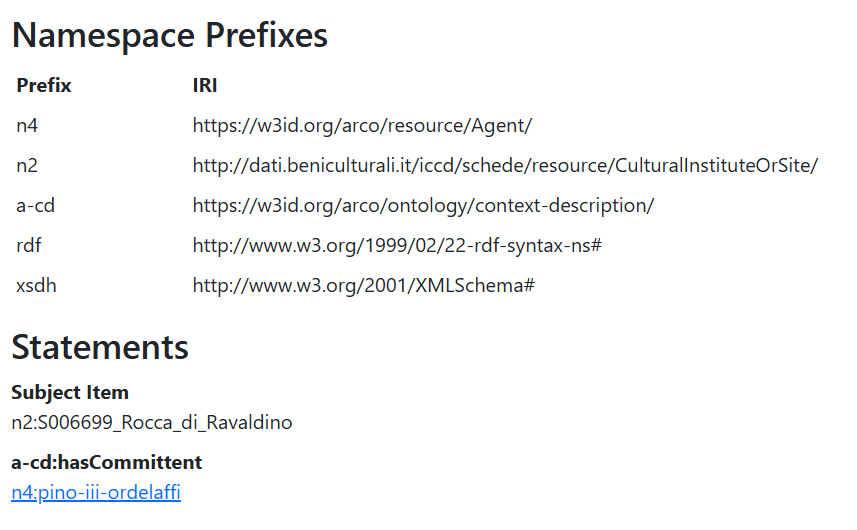 Namespace Prefixes
Prefix IRI
n4 https://w3id.org/arco/resource/Agent/
n2 http://dati.beniculturali.it/iccd/schede/resource/CulturalInstituteOrSite/
a-cd https://w3id.org/arco/ontology/context-description/
rdf http://www.w3.org/1999/02/22-rdf-syntax-ns#
xsdh http://www.w3.org/2001/XMLSchema#
Statements
Subject Item
n2:S006699_Rocca_di_Ravaldino
a-cd:hasCommittent
n4:pino-iii-ordelaffi